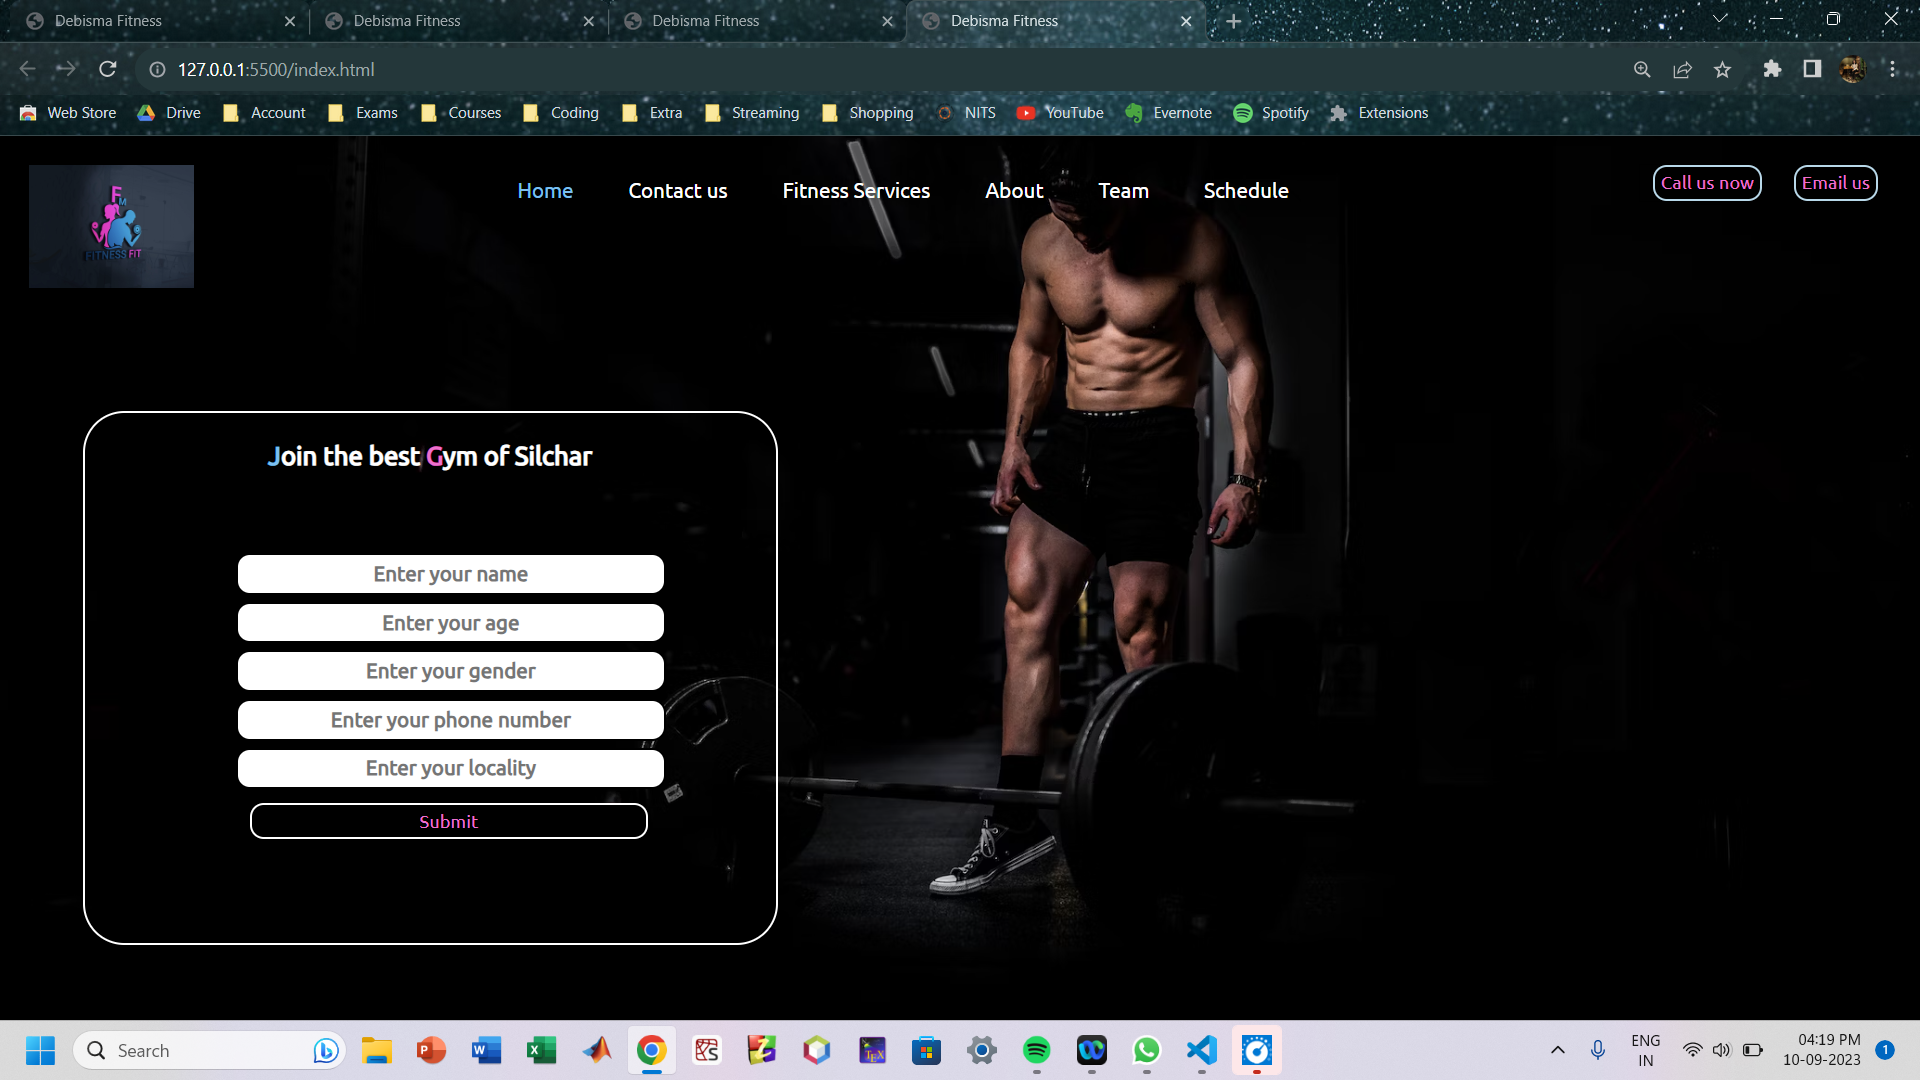 Debisma Fitness
Debisma Fitness
Debisma Fitness
Debisma Fitness
127.0.0.1:5500/index.html
Web Store
Drive
Account
Exams
Courses
Coding
Extra
Streaming
Shopping
NITS
YouTube
Evernote
Spotify
Extensions
F
M
FITNESS FIT
Home
Contact us
Fitness Services
About
Team
Schedule
Call us now
Email us
Join the best Gym of Silchar
Enter your name
Enter your age
Enter your gender
Enter your phone number
Enter your locality
Submit
Search
P
W
X
TEX
ENG
IN
04:19 PM
10-09-2023
1